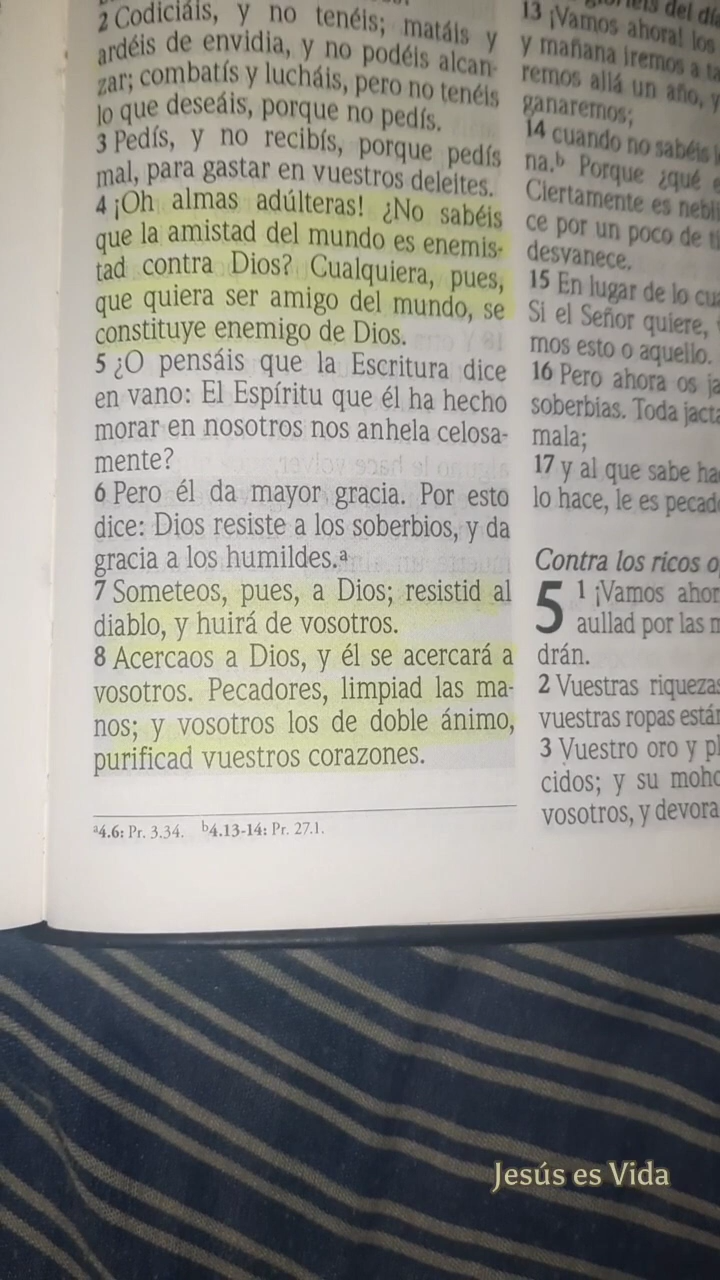 2 Codiciáis, y no tenéis; matáis y
ardéis de envidia, y no podéis alcan-
zar; combatís y lucháis, pero no tenéis
lo que deseáis, porque no pedís.
3 Pedís, y no recibís, porque pedís
mal, para gastar en vuestros deleites.
4 ¡Oh almas adúlteras! ¿No sabéis
que la amistad del mundo es enemis-
tad contra Dios? Cualquiera, pues,
que quiera ser amigo del mundo, se
constituye enemigo de Dios.
5 ¿O pensáis que la Escritura dice
en vano: El Espíritu que él ha hecho
morar en nosotros nos anhela celosa-
mente?
6 Pero él da mayor gracia. Por esto
dice: Dios resiste a los soberbios, y da
gracia a los humildes.ª
7 Someteos, pues, a Dios; resistid al
diablo, y huirá de vosotros.
8 Acercaos a Dios, y él se acercará a
vosotros. Pecadores, limpiad las ma-
nos; y vosotros los de doble ánimo,
purificad vuestros corazones.
ª4.6: Pr. 3.34. ᵇ4.13-14: Pr. 27.1.
del
13 ¡Vamos ahora! los
y mañana iremos a
remos allá un año, y
ganaremos;
14 cuando no sabéis
na.ᵇ Porque ¿qué
Ciertamente es
ce por un poco de
desvanece.
15 En lugar de lo
Si el Señor quiere,
mos esto o aquello.
16 Pero ahora os
soberbias. Toda
mala;
17 y al que sabe
lo hace, le es
Contra los ricos
5 1 ¡Vamos
aullad por las
drán.
2 Vuestras
vuestras ropas
3 Vuestro oro y
cidos; y su
vosotros, y
Jesús es Vida